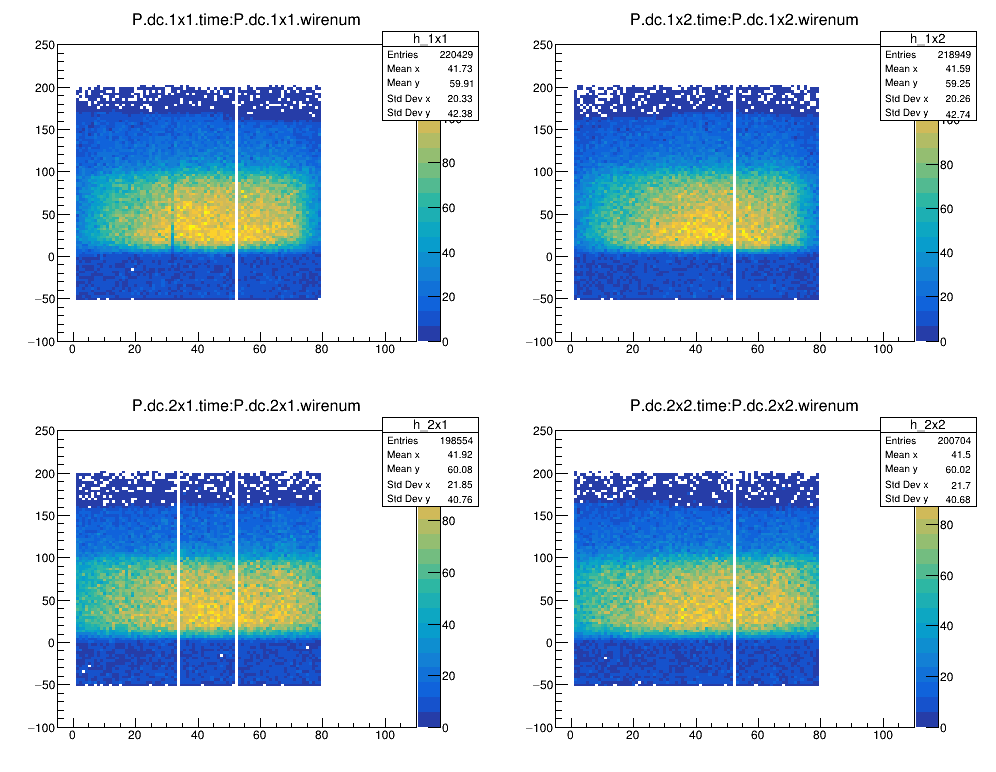 P.dc.1x1.time:P.dc.1x1.wirenum
h_1x1
Entries 220429
Mean x 41.73
Mean y 59.91
Std Dev x 20.33
Std Dev y 42.38
250
200
150
100
50
0
−50
−100
0 20 40 60 80 100
80
60
40
20
0
P.dc.1x2.time:P.dc.1x2.wirenum
h_1x2
Entries 218949
Mean x 41.59
Mean y 59.25
Std Dev x 20.26
Std Dev y 42.74
250
200
150
100
50
0
−50
−100
0 20 40 60 80 100
80
60
40
20
0
P.dc.2x1.time:P.dc.2x1.wirenum
h_2x1
Entries 198554
Mean x 41.92
Mean y 60.08
Std Dev x 21.85
Std Dev y 40.76
250
200
150
100
50
0
−50
−100
0 20 40 60 80 100
80
60
40
20
0
P.dc.2x2.time:P.dc.2x2.wirenum
h_2x2
Entries 200704
Mean x 41.5
Mean y 60.02
Std Dev x 21.7
Std Dev y 40.68
250
200
150
100
50
0
−50
−100
0 20 40 60 80 100
80
60
40
20
0